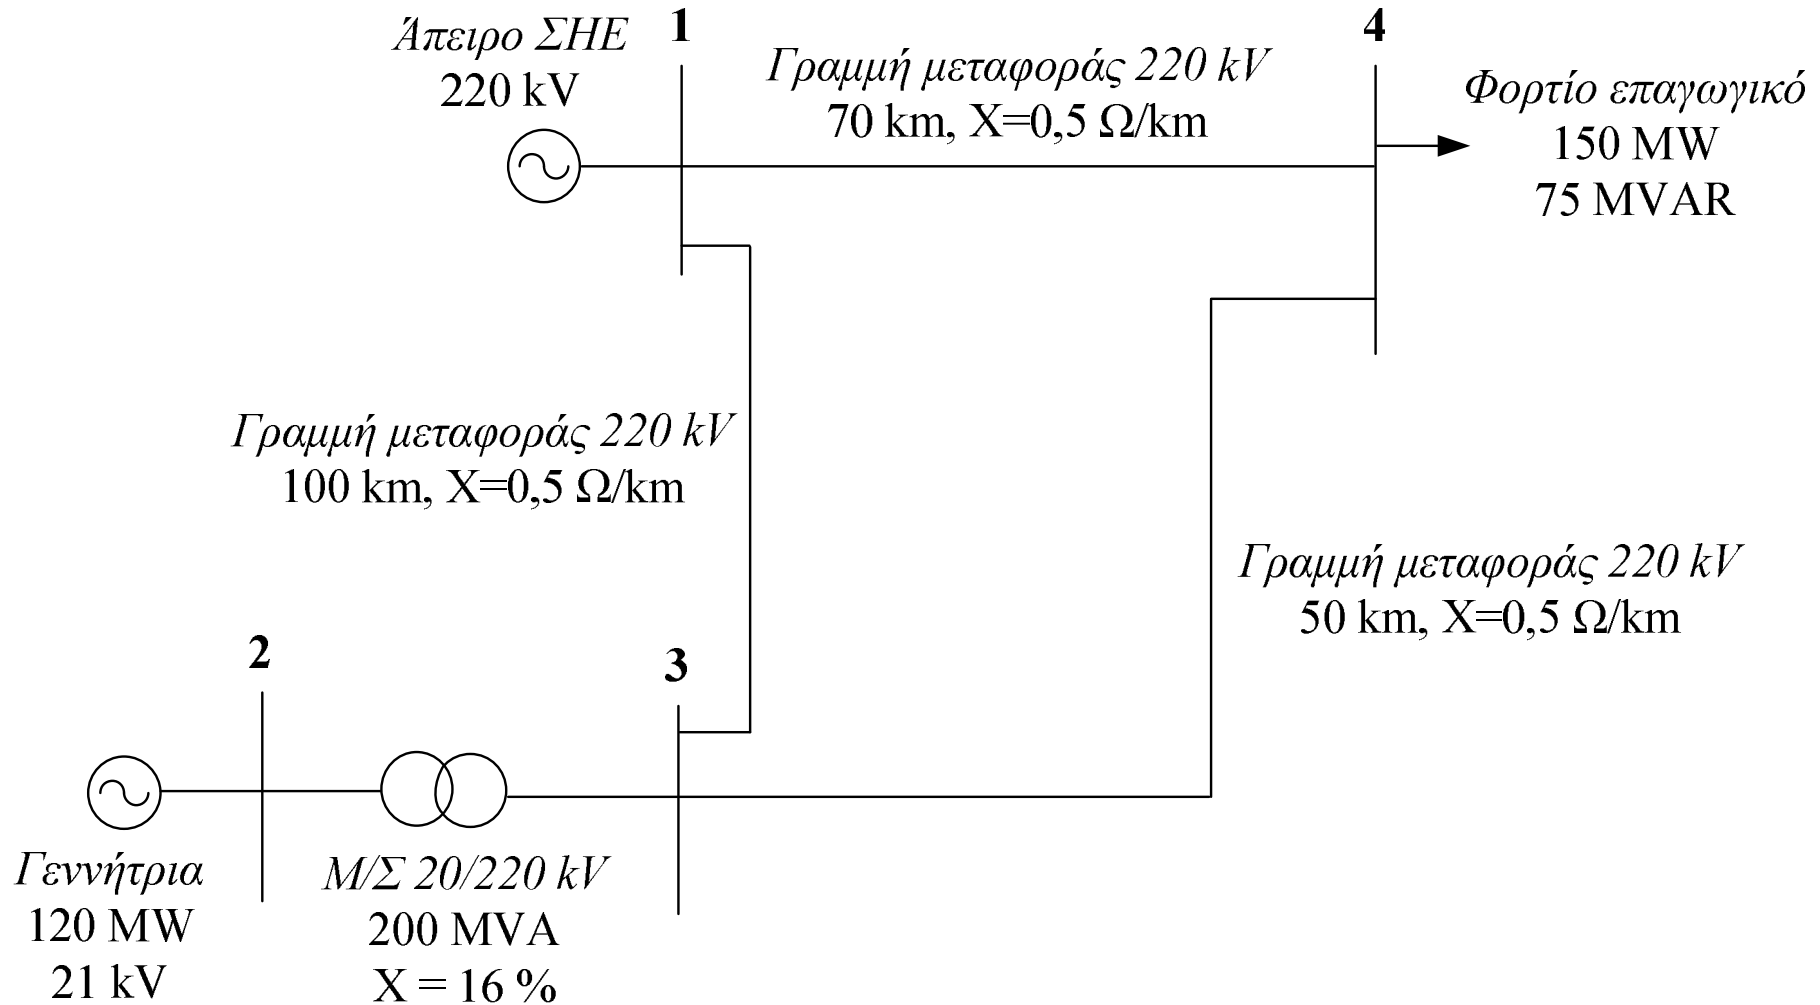 Άπειρο ΣΗΕ
220 kV
1
Γραμμή μεταφοράς 220 kV
70 km, X=0,5 Ω/km
4
Φορτίο επαγωγικό
150 MW
75 MVAR
Γραμμή μεταφοράς 220 kV
100 km, X=0,5 Ω/km
Γραμμή μεταφοράς 220 kV
50 km, X=0,5 Ω/km
2
3
Γεννήτρια
120 MW
21 kV
Μ/Σ 20/220 kV
200 MVA
X = 16 %